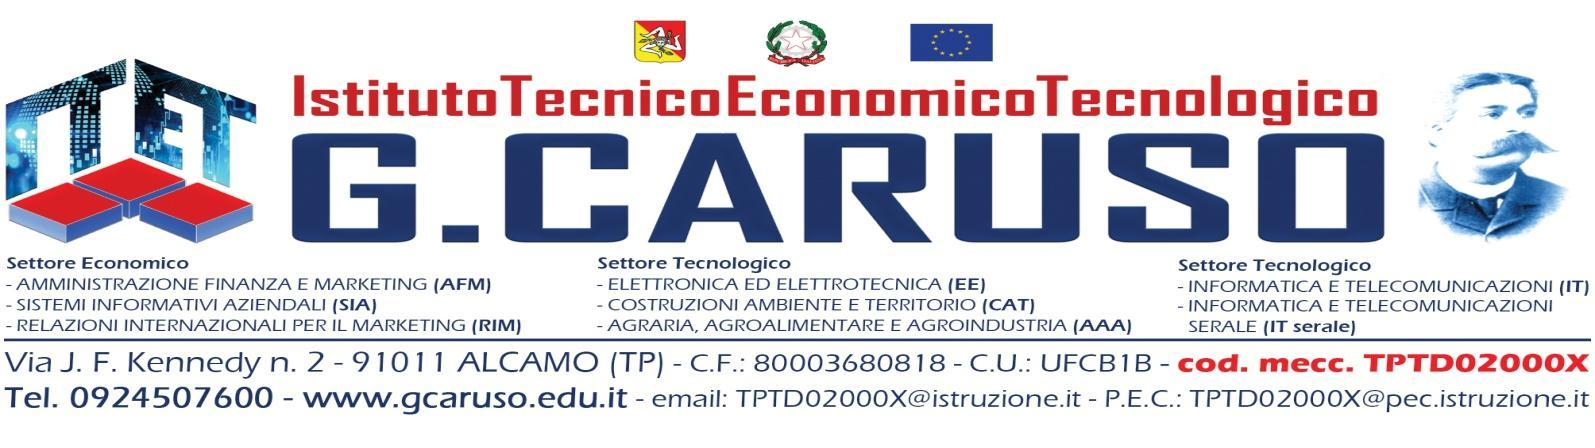 IstitutoTecnicoEconomicoTecnologico
G.CARUSO
Settore Economico
- AMMINISTRAZIONE FINANZA E MARKETING (AFM)
- SISTEMI INFORMATIVI AZIENDALI (SIA)
- RELAZIONI INTERNAZIONALI PER IL MARKETING (RIM)
Settore Tecnologico
- ELETTRONICA ED ELETTROTECNICA (EE)
- COSTRUZIONI AMBIENTE E TERRITORIO (CAT)
- AGRARIA, AGROALIMENTARE E AGROINDUSTRIA (AAA)
Settore Tecnologico
- INFORMATICA E TELECOMUNICAZIONI (IT)
- INFORMATICA E TELECOMUNICAZIONI
SERALE (IT serale)
Via J. F. Kennedy n. 2 - 91011 ALCAMO (TP) - C.F.: 80003680818 - C.U.: UFCB1B - cod. mecc. TPTD02000X
Tel. 0924507600 - www.gcaruso.edu.it - email: TPTD02000X@istruzione.it - P.E.C.: TPTD02000X@pec.istruzione.it